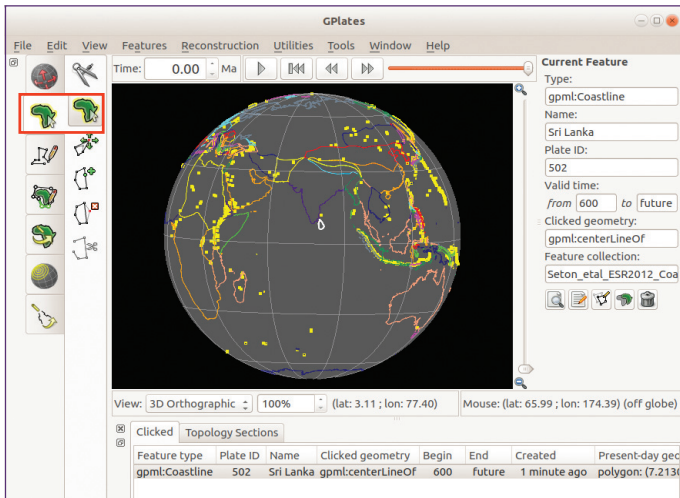 GPlates
File Edit View Features Reconstruction Utilities Tools Window Help
Time: 0.00 Ma
Current Feature
Type:
gpml:Coastline
Name:
Sri Lanka
Plate ID:
502
Valid time:
from 600 to future
Clicked geometry:
gpml:centerLineOf
Feature collection:
Seton_etal_ESR2012_Coa
View: 3D Orthographic 100% (lat: 3.11 ; lon: 77.40) Mouse: (lat: 65.99 ; lon: 174.39) (off globe)
Clicked Topology Sections
Feature type Plate ID Name Clicked geometry Begin End Created Present-day geo
gpml:Coastline 502 Sri Lanka gpml:centerLineOf 600 future 1 minute ago polygon: (7.2130